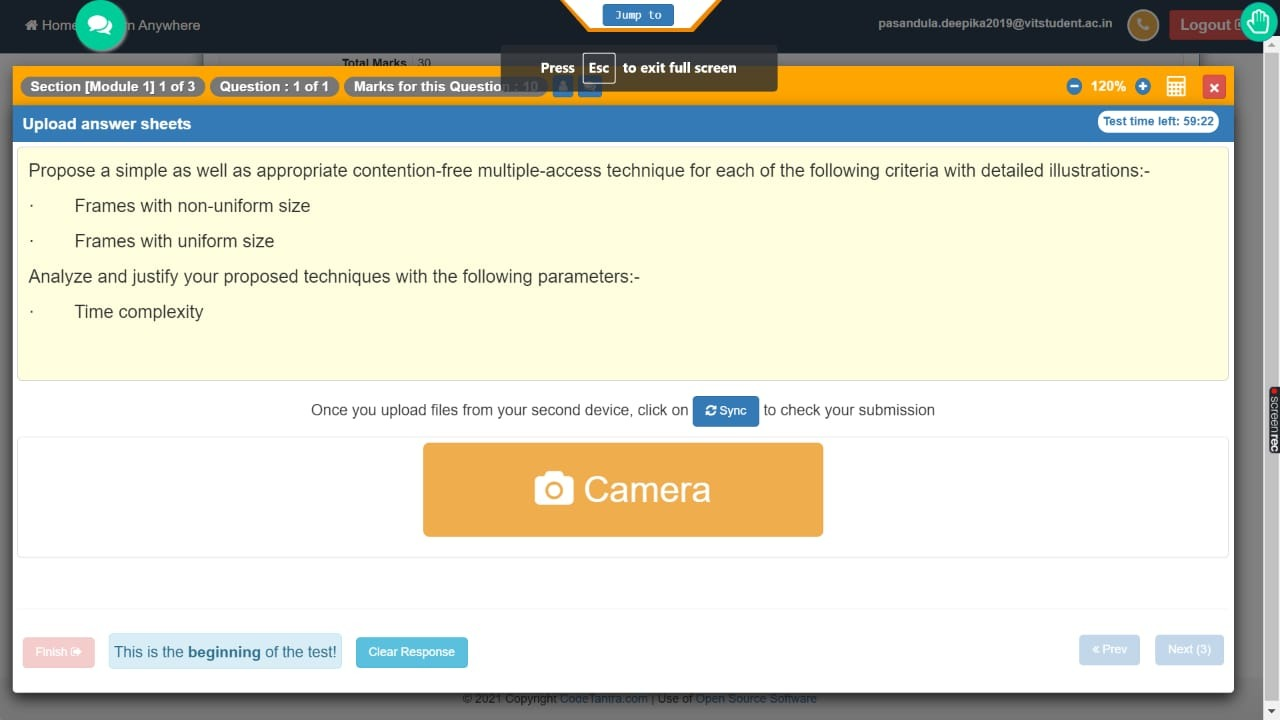 Jump to
Home
n Anywhere
pasandula.deepika2019@vitstudent.ac.in
Logout
Total Marks 30
Press Esc to exit full screen
Section [Module 1] 1 of 3
Question : 1 of 1
Marks for this Question : 10
120%
Upload answer sheets
Test time left: 59:22
Propose a simple as well as appropriate contention-free multiple-access technique for each of the following criteria with detailed illustrations:-
· Frames with non-uniform size
· Frames with uniform size
Analyze and justify your proposed techniques with the following parameters:-
· Time complexity
Once you upload files from your second device, click on Sync to check your submission
Camera
screenrec
Finish
This is the beginning of the test!
Clear Response
« Prev
Next (3)
© 2021 Copyright CodeTantra.com | Use of Open Source Software